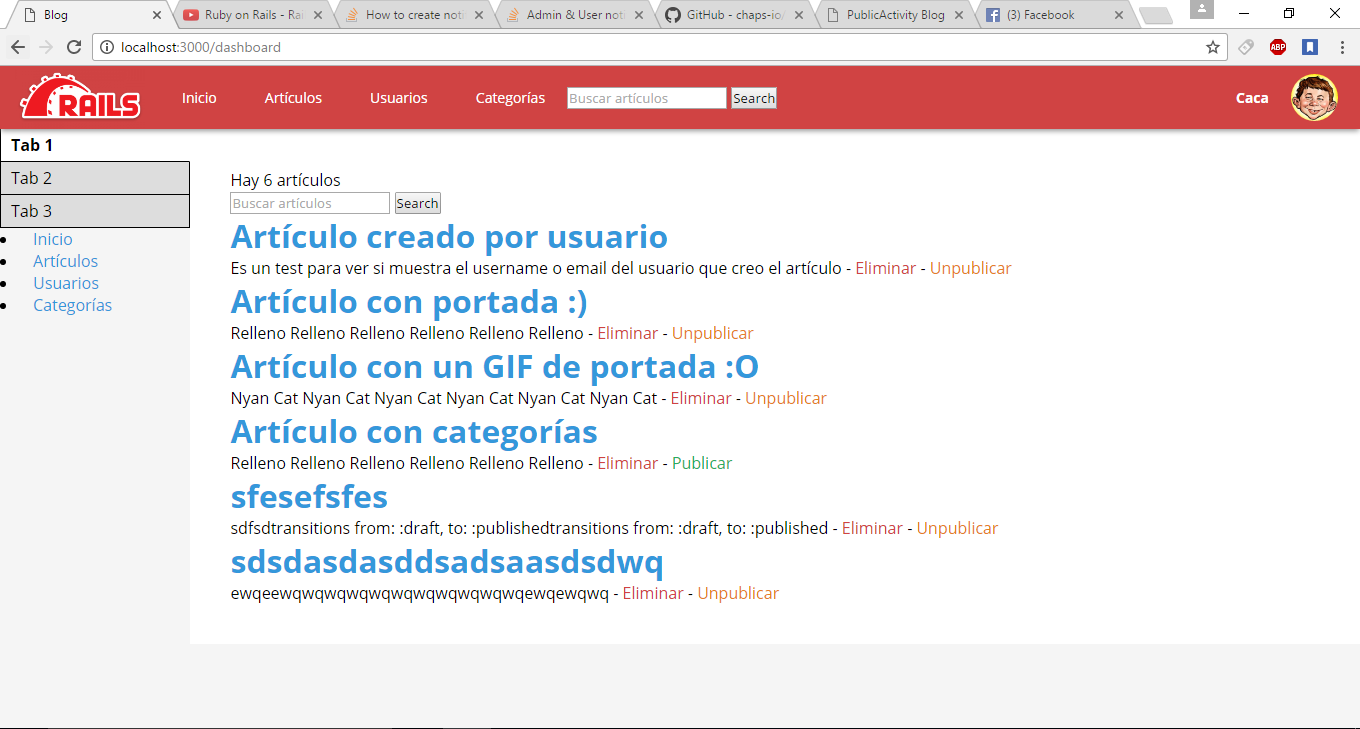 Blog
Ruby on Rails - Rai
How to create noti
Admin & User noti
GitHub - chaps-io/
PublicActivity Blog
(3) Facebook
localhost:3000/dashboard
ABP
RAILS
Inicio
Artículos
Usuarios
Categorías
Buscar artículos
Search
Caca
Tab 1
Tab 2
Tab 3
Inicio
Artículos
Usuarios
Categorías
Hay 6 artículos
Buscar artículos
Search
Artículo creado por usuario
Es un test para ver si muestra el username o email del usuario que creo el artículo - Eliminar - Unpublicar
Artículo con portada :)
Relleno Relleno Relleno Relleno Relleno Relleno - Eliminar - Unpublicar
Artículo con un GIF de portada :O
Nyan Cat Nyan Cat Nyan Cat Nyan Cat Nyan Cat Nyan Cat - Eliminar - Unpublicar
Artículo con categorías
Relleno Relleno Relleno Relleno Relleno Relleno - Eliminar - Publicar
sfesefsfes
sdfsdtransitions from: :draft, to: :publishedtransitions from: :draft, to: :published - Eliminar - Unpublicar
sdsdasdasddsadsaasdsdwq
ewqeewqwqwqwqwqwqwqwqwqwqwqewqewqwq - Eliminar - Unpublicar